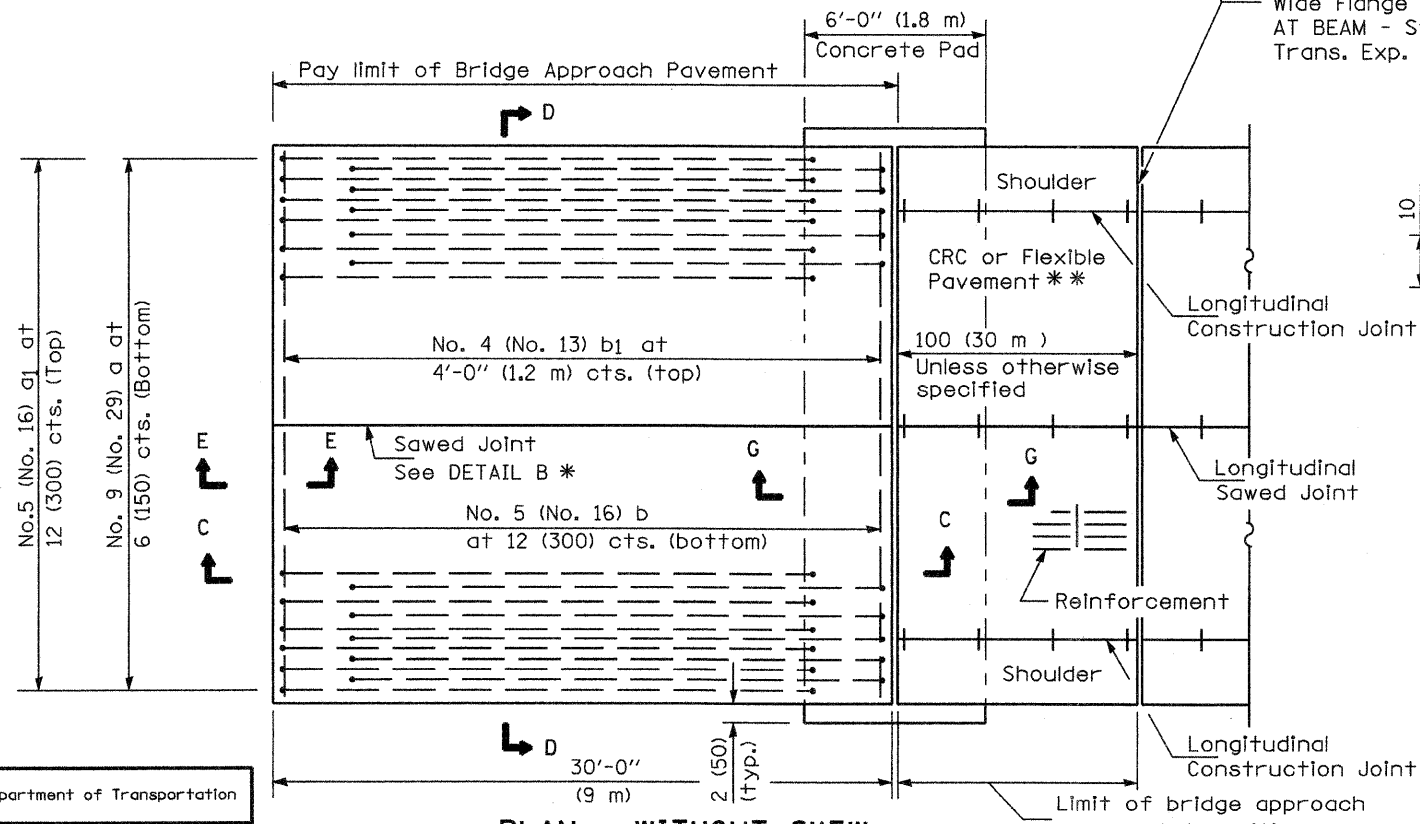 Wide Flange
AT BEAM - S
Trans. Exp.
6'-0" (1.8 m)
Concrete Pad
Pay limit of Bridge Approach Pavement
D
Shoulder
10
CRC or Flexible
Pavement * *
Longitudinal
Construction Joint
No. 4 (No. 13) b1 at
4'-0" (1.2 m) cts. (top)
100 (30 m )
Unless otherwise
specified
No.5 (No. 16) a1 at
12 (300) cts. (Top)
No. 9 (No. 29) a at
6 (150) cts. (Bottom)
E
E
Sawed Joint
See DETAIL B *
G
G
Longitudinal
Sawed Joint
C
No. 5 (No. 16) b
at 12 (300) cts. (bottom)
C
Reinforcement
Shoulder
D
30'-0"
(9 m)
2 (50)
(typ.)
Longitudinal
Construction Joint
partment of Transportation
Limit of bridge approach